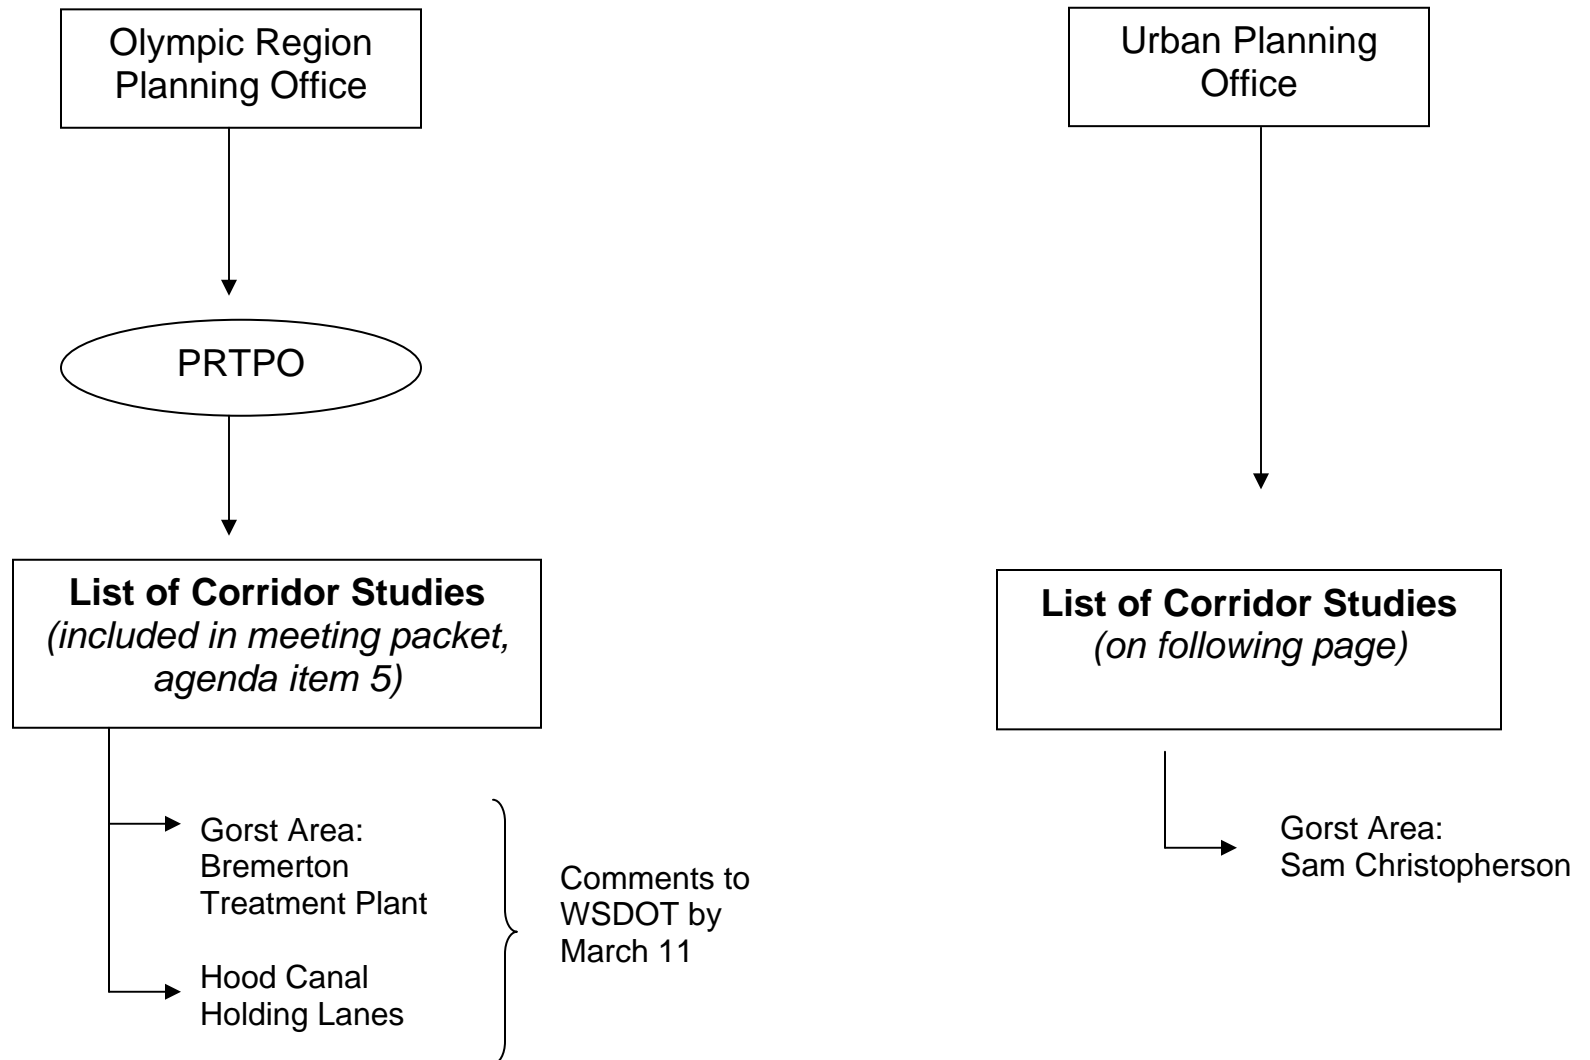 Olympic Region
Planning Office
PRTPO
List of Corridor Studies
(included in meeting packet,
agenda item 5)
Gorst Area:
Bremerton
Treatment Plant
Hood Canal
Holding Lanes
Comments to
WSDOT by
March 11
Urban Planning
Office
List of Corridor Studies
(on following page)
Gorst Area:
Sam Christopherson